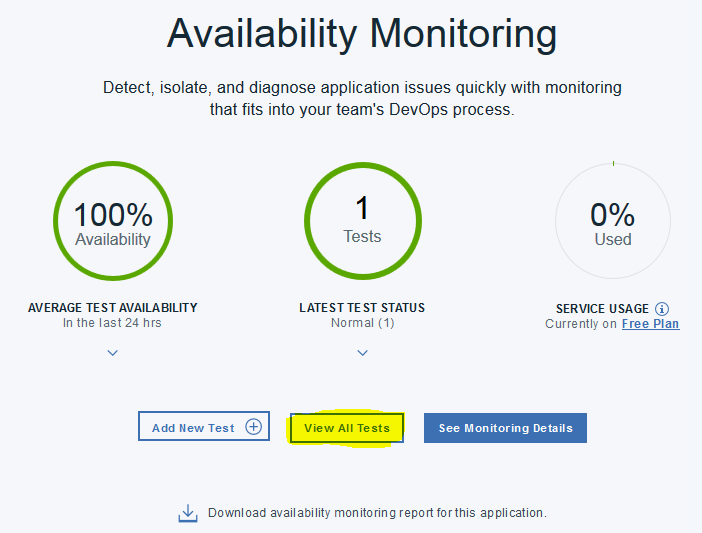 Availability Monitoring
Detect, isolate, and diagnose application issues quickly with monitoring
that fits into your team's DevOps process.
100%
Availability
1
Tests
0%
Used
AVERAGE TEST AVAILABILITY
In the last 24 hrs
LATEST TEST STATUS
Normal (1)
SERVICE USAGE
Currently on Free Plan
Add New Test
View All Tests
See Monitoring Details
Download availability monitoring report for this application.